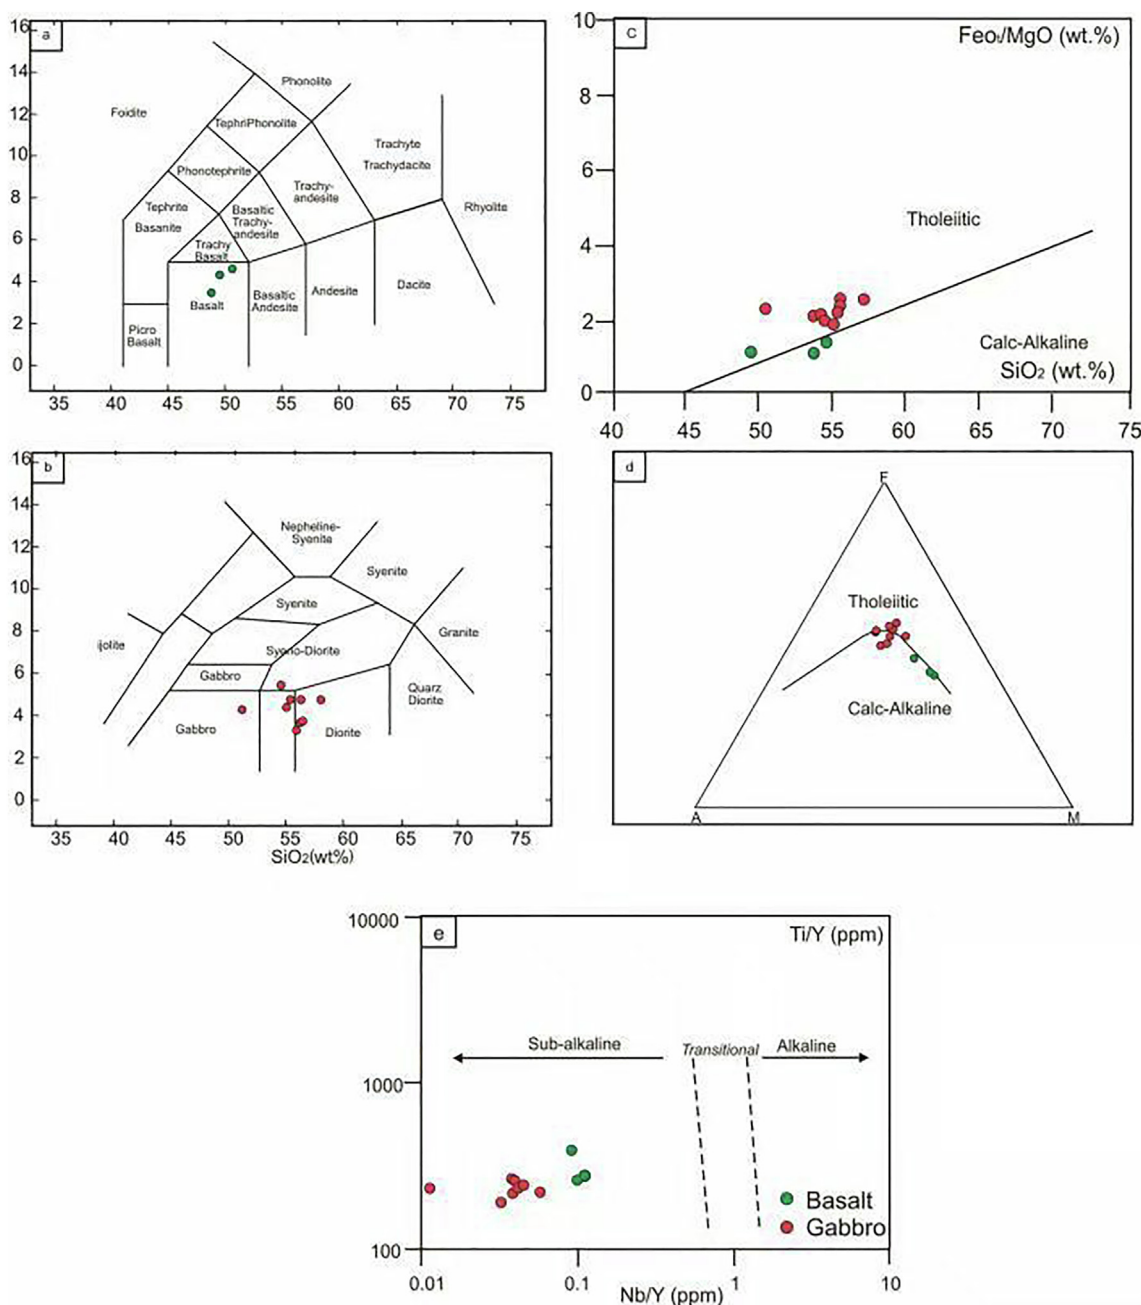 a
16
14
12
10
8
6
4
2
0
35 40 45 50 55 60 65 70 75
Foidite
Phonolite
TephriPhonolite
Phonotephrite
Tephrite
Basanite
Trachyte
Trachydacite
Trachy-
andesite
Basaltic
Trachy-
andesite
Trachy
Basalt
Rhyolite
Picro
Basalt
Basalt
Basaltic
Andesite
Andesite
Dacite
c
10
8
6
4
2
0
40 45 50 55 60 65 70 75
Feot/MgO (wt.%)
Tholeiitic
Calc-Alkaline
SiO2 (wt.%)
b
16
14
12
10
8
6
4
2
0
35 40 45 50 55 60 65 70 75
SiO2(wt%)
Nepheline-
Syenite
Syenite
Syenite
ijolite
Syeno-Diorite
Granite
Gabbro
Gabbro
Diorite
Quarz
Diorite
d
F
Tholeiitic
Calc-Alkaline
A
M
e
10000
1000
100
0.01 0.1 1 10
Ti/Y (ppm)
Sub-alkaline
Transitional
Alkaline
Basalt
Gabbro
Nb/Y (ppm)